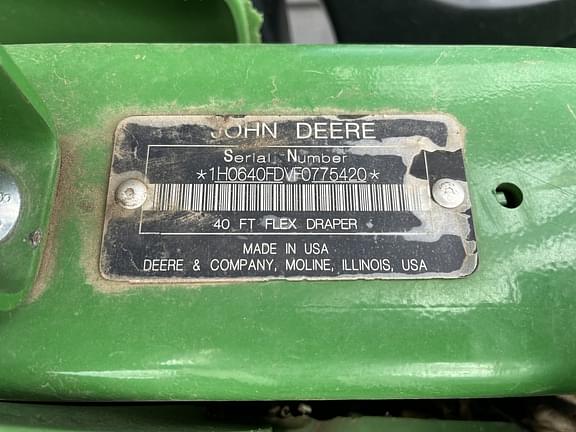 JOHN DEERE
Serial Number
*1H0640FDVF0775420*
40 FT FLEX DRAPER
MADE IN USA
DEERE & COMPANY, MOLINE, ILLINOIS, USA